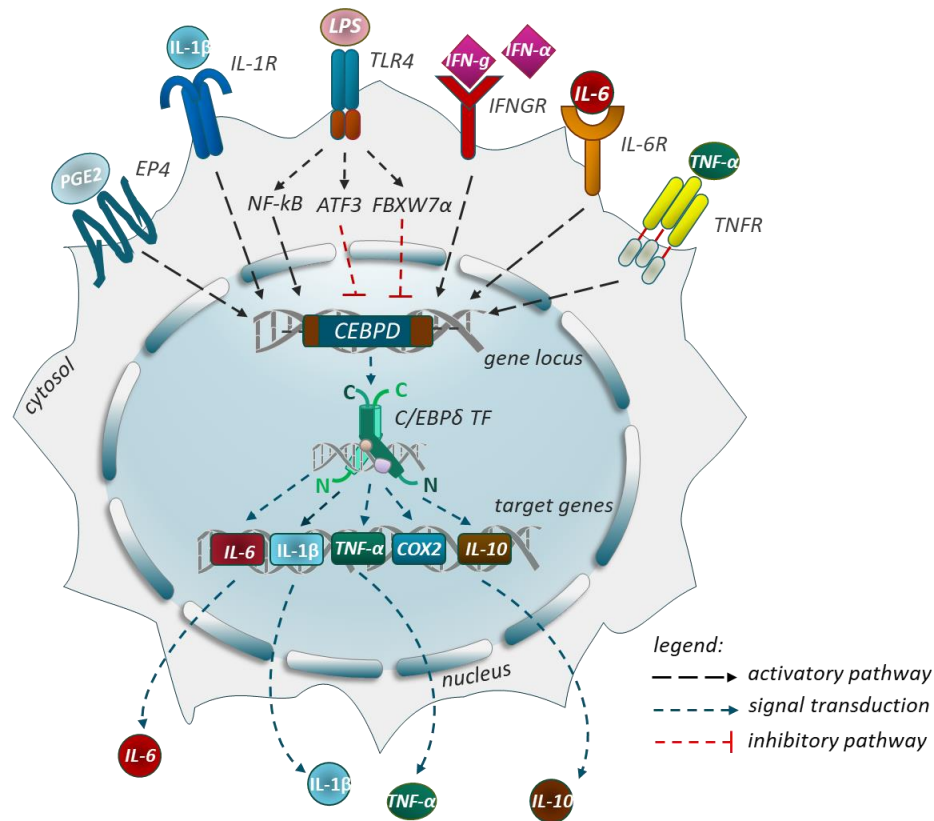 LPS
IL-1β
IL-1R
TLR4
IFN-g
IFN-α
IFNGR
IL-6
IL-6R
TNF-α
TNFR
PGE2
EP4
NF-kB
ATF3
FBXW7α
CEBPD
gene locus
cytosol
C
C
C/EBPδ TF
N
N
target genes
IL-6
IL-1β
TNF-α
COX2
IL-10
nucleus
legend:
activatory pathway
signal transduction
inhibitory pathway
IL-6
IL-1β
TNF-α
IL-10